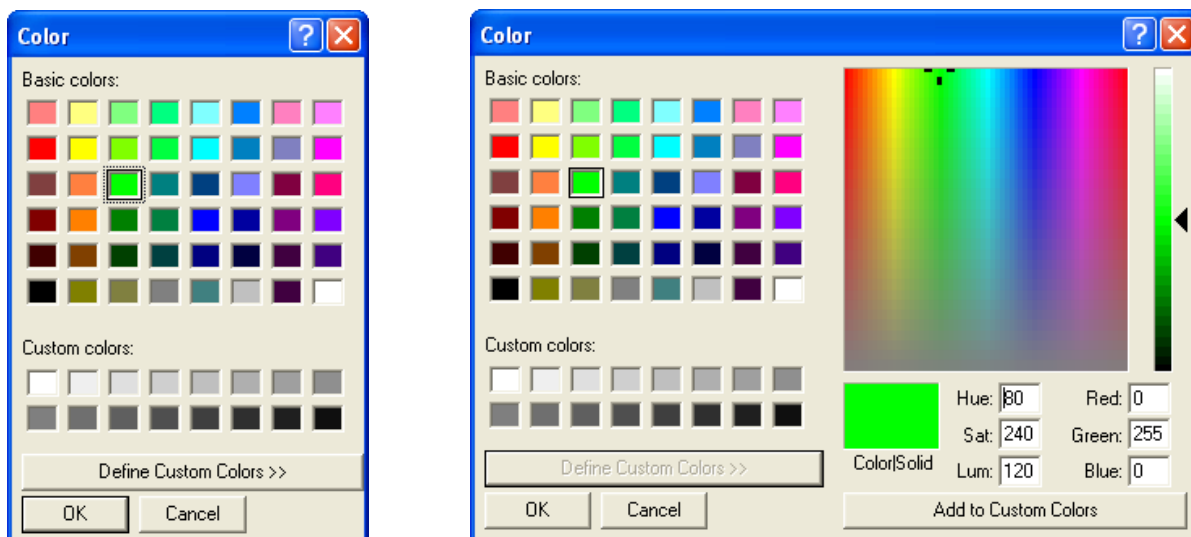 Color
Basic colors:
Custom colors:
Define Custom Colors >>
OK Cancel
Color
Basic colors:
Custom colors:
Define Custom Colors >>
OK Cancel
Color|Solid
Hue: 80 Red: 0
Sat: 240 Green: 255
Lum: 120 Blue: 0
Add to Custom Colors